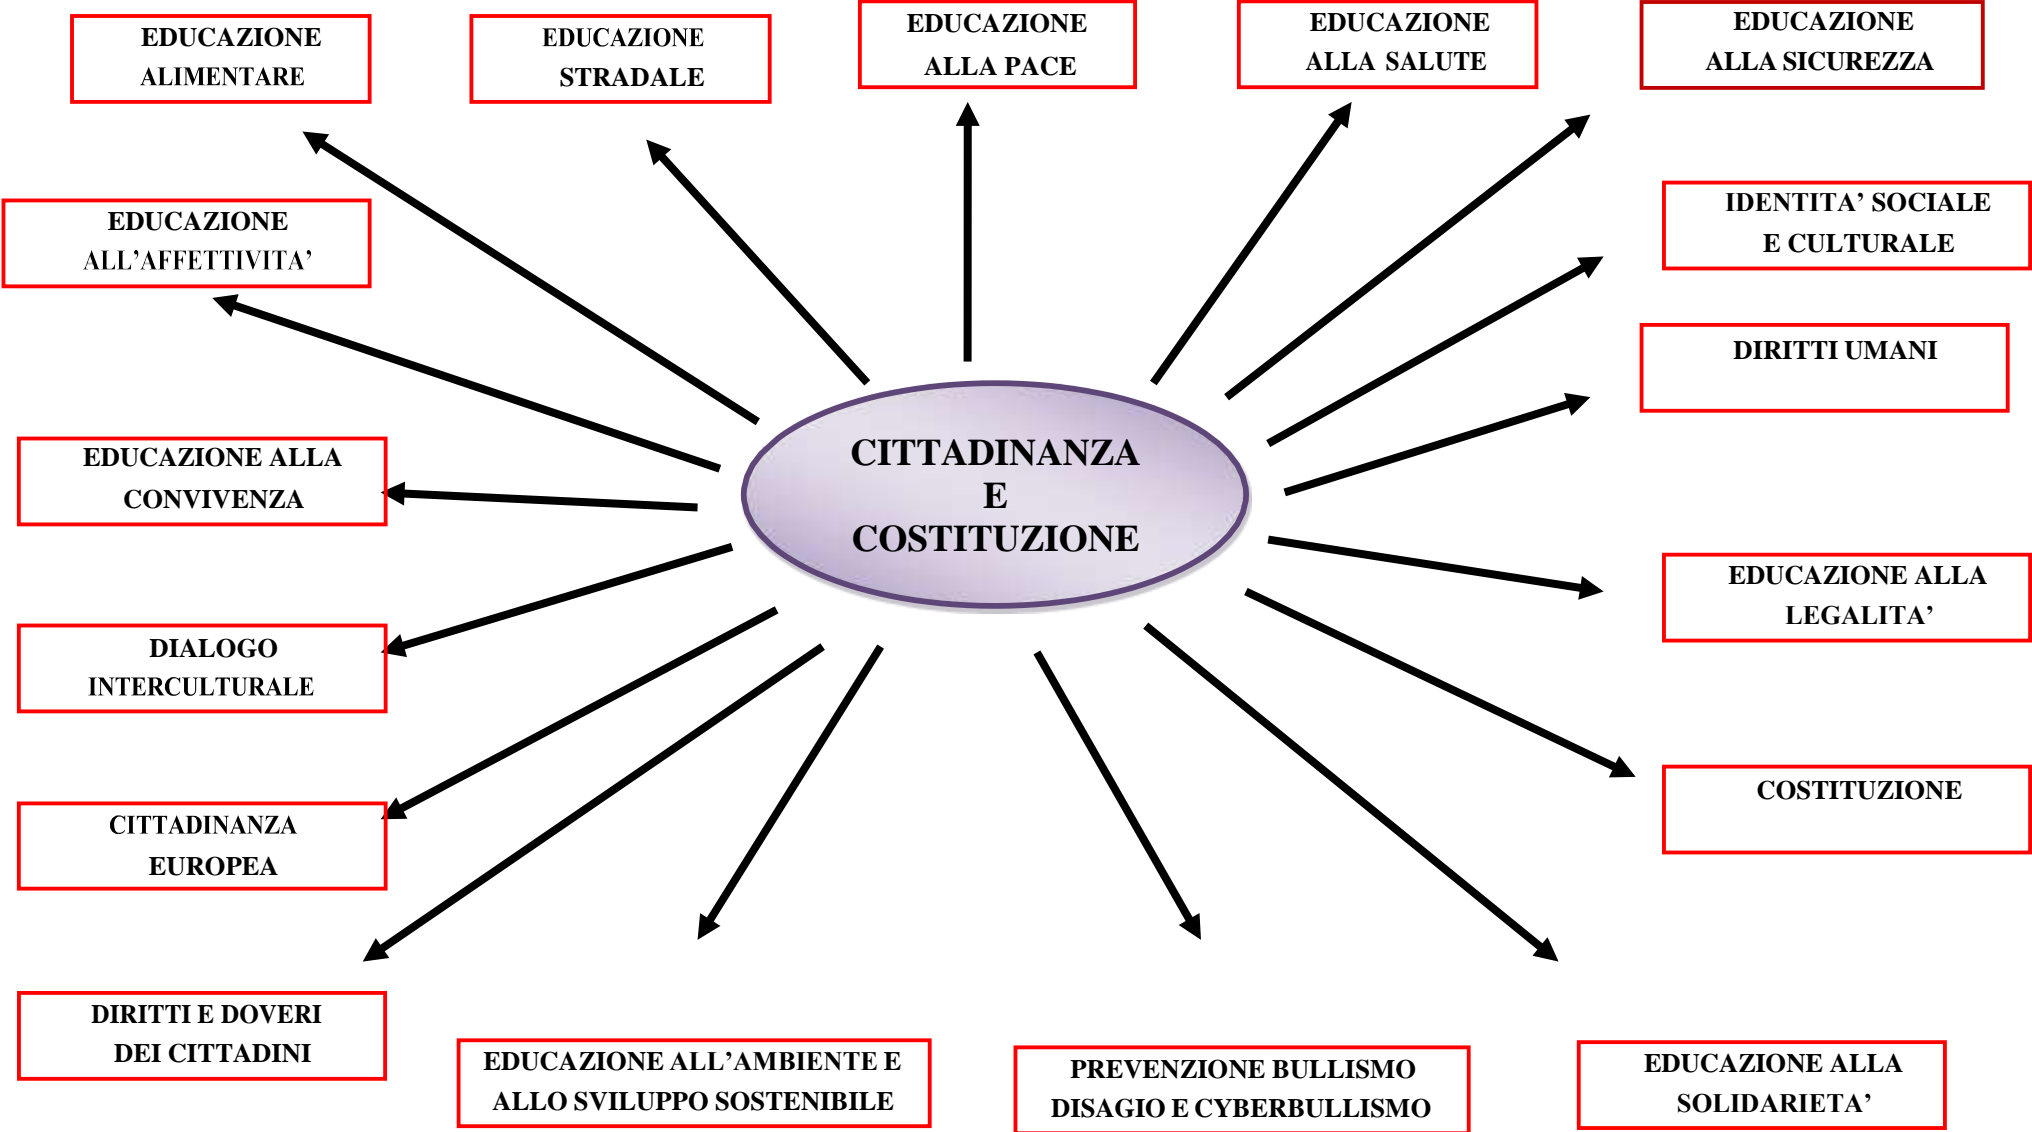 EDUCAZIONE
ALIMENTARE
EDUCAZIONE
STRADALE
EDUCAZIONE
ALLA PACE
EDUCAZIONE
ALLA SALUTE
EDUCAZIONE
ALLA SICUREZZA
EDUCAZIONE
ALL’AFFETTIVITA’
IDENTITA’ SOCIALE
E CULTURALE
DIRITTI UMANI
EDUCAZIONE ALLA
CONVIVENZA
CITTADINANZA
E
COSTITUZIONE
EDUCAZIONE ALLA
LEGALITA’
DIALOGO
INTERCULTURALE
COSTITUZIONE
CITTADINANZA
EUROPEA
DIRITTI E DOVERI
DEI CITTADINI
EDUCAZIONE ALL’AMBIENTE E
ALLO SVILUPPO SOSTENIBILE
PREVENZIONE BULLISMO
DISAGIO E CYBERBULLISMO
EDUCAZIONE ALLA
SOLIDARIETA’